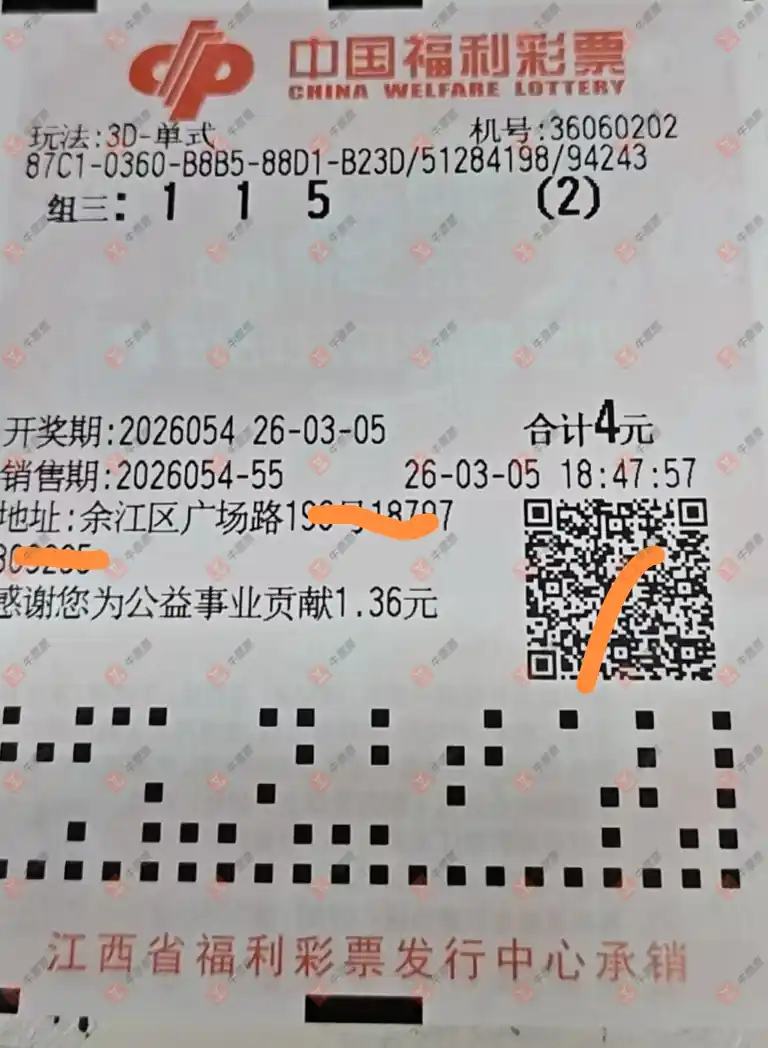 中国福利彩票
CHINA WELFARE LOTTERY
玩法:3D-单式 机号:36060202
87C1-0360-B8B5-88D1-B23D/51284198/94243
组三: 1 1 5 (2)
开奖期:2026054 26-03-05 合计4元
销售期:2026054-55 26-03-05 18:47:57
地址:余江区广场路
感谢您为公益事业贡献1.36元
江西省福利彩票发行中心承销